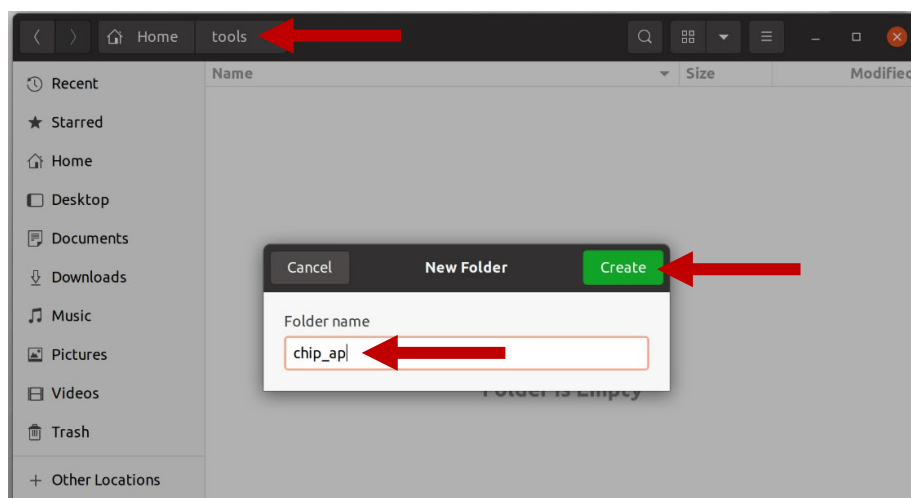 Home tools
Name Size Modified
Recent
Starred
Home
Desktop
Documents
Downloads
Music
Pictures
Videos
Trash
Other Locations
Cancel New Folder Create
Folder name
chip_ap
Folder is Empty